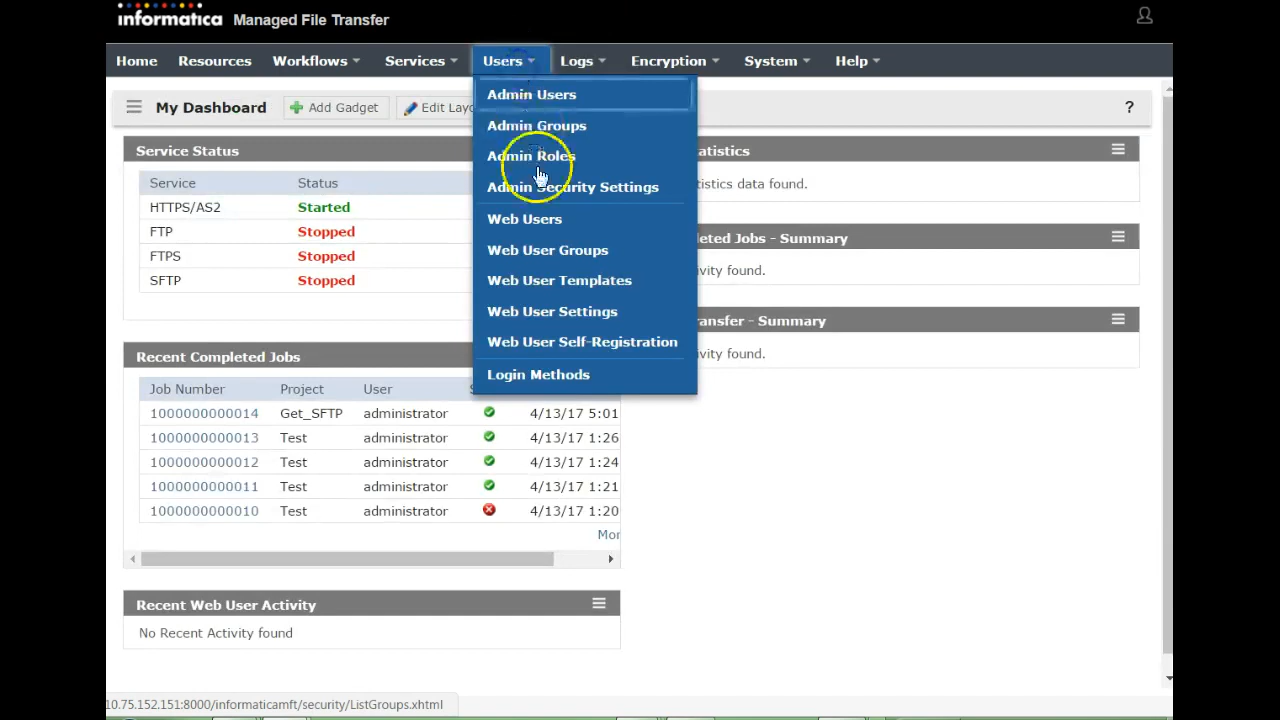 informatica Managed File Transfer
Home Resources Workflows Services Users Logs Encryption System Help
My Dashboard Add Gadget Edit Layo ?
Admin Users
Admin Groups
Admin Roles
Admin Security Settings
Web Users
Web User Groups
Web User Templates
Web User Settings
Web User Self-Registration
Login Methods
Service Status
Service Status
HTTPS/AS2 Started
FTP Stopped
FTPS Stopped
SFTP Stopped
tistics
tistics data found.
leted Jobs - Summary
ivity found.
ansfer - Summary
ivity found.
Recent Completed Jobs
Job Number Project User S
1000000000014 Get_SFTP administrator 4/13/17 5:01
1000000000013 Test administrator 4/13/17 1:26
1000000000012 Test administrator 4/13/17 1:24
1000000000011 Test administrator 4/13/17 1:21
1000000000010 Test administrator 4/13/17 1:20
Mor
Recent Web User Activity
No Recent Activity found
10.75.152.151:8000/informaticamft/security/ListGroups.xhtml